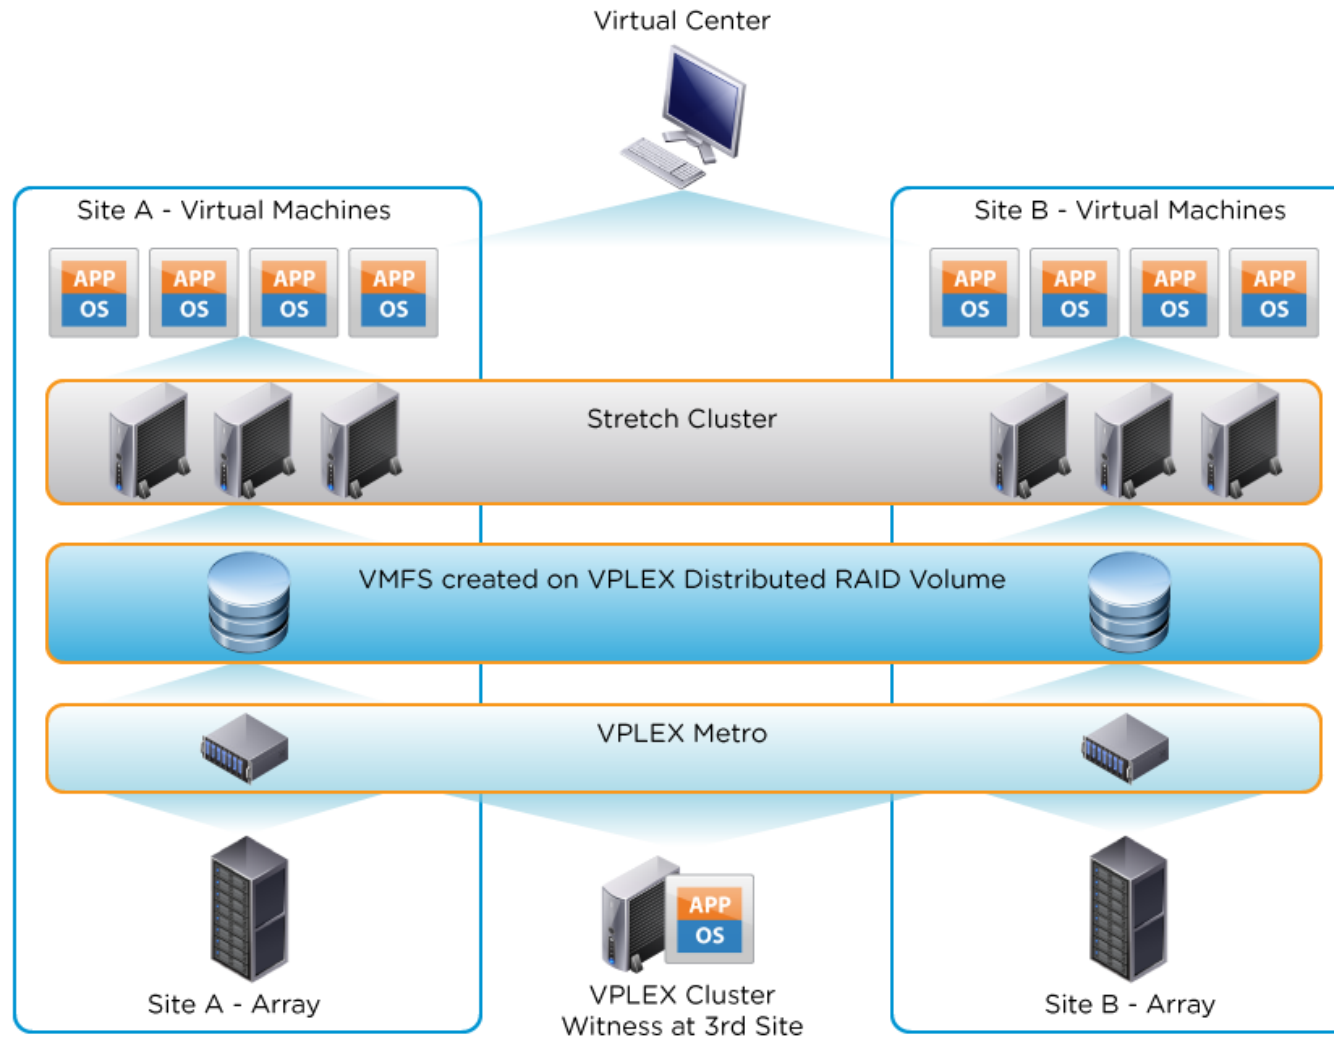 Virtual Center
Site A - Virtual Machines
Site B - Virtual Machines
APP
OS
APP
OS
APP
OS
APP
OS
APP
OS
APP
OS
APP
OS
APP
OS
Stretch Cluster
VMFS created on VPLEX Distributed RAID Volume
VPLEX Metro
APP
OS
Site A - Array
VPLEX Cluster
Witness at 3rd Site
Site B - Array